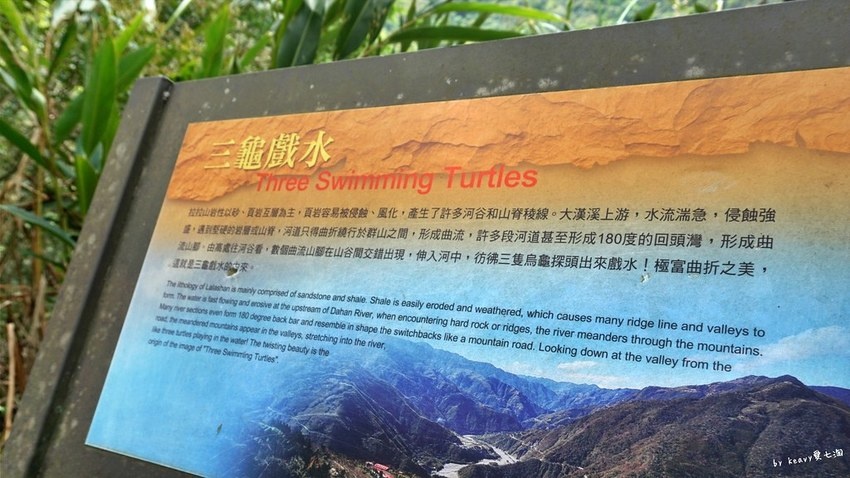 三龜戲水
Three Swimming Turtles
拉拉山岩性以砂、頁岩互層為主,頁岩容易被侵蝕、風化,產生了許多河谷和山脊稜線。大漢溪上游,水流湍急,侵蝕強
盛,遇到堅硬的岩層或山脊,河道只得曲折繞行於群山之間,形成曲流,許多段河道甚至形成180度的回頭灣,形成曲
流山腳。由高處往河谷看,數個曲流山腳在山谷間交錯出現,伸入河中,彷彿三隻烏龜探頭出來戲水!極富曲折之美,
這就是三龜戲水的由來。
The lithology of Lalashan is mainly comprised of sandstone and shale. Shale is easily eroded and weathered, which causes many ridge line and valleys to
form. The water is fast flowing and erosive at the upstream of Dahan River, when encountering hard rock or ridges, the river meanders through the mountains.
Many river sections even form 180 degree back bar and resemble in shape the switchbacks like a mountain road. Looking down at the valley from the
road, the meandered mountains appear in the valleys, stretching into the river,
like three turtles playing in the water! The twisting beauty is the
origin of the image of "Three Swimming Turtles".
by keavy
七淘